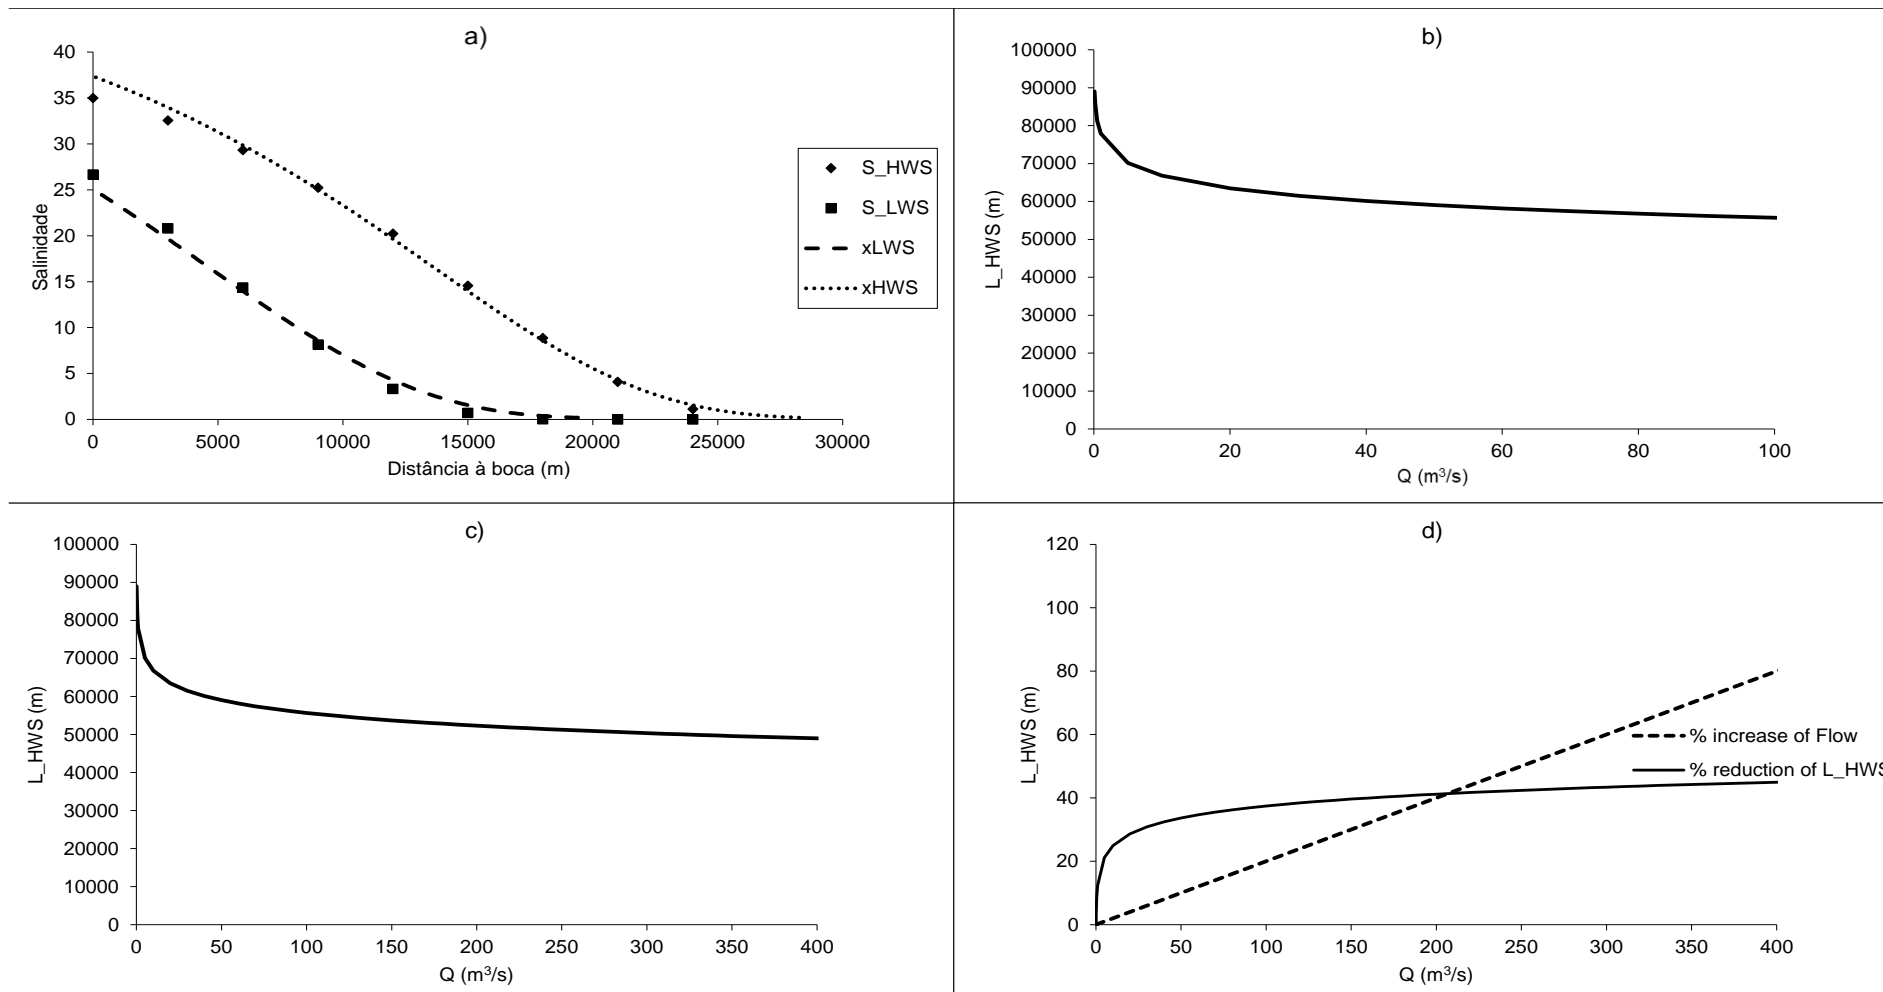 a)
40
35
30
25
20
15
10
5
0
Salinidade
0 5000 10000 15000 20000 25000 30000
Distância à boca (m)
S_HWS
S_LWS
xLWS
xHWS
b)
100000
90000
80000
70000
60000
50000
40000
30000
20000
10000
0
L_HWS (m)
0 20 40 60 80 100
Q (m³/s)
c)
100000
90000
80000
70000
60000
50000
40000
30000
20000
10000
0
L_HWS (m)
0 50 100 150 200 250 300 350 400
Q (m³/s)
d)
120
100
80
60
40
20
0
L_HWS (m)
0 50 100 150 200 250 300 350 400
Q (m³/s)
% increase of Flow
% reduction of L_HWS